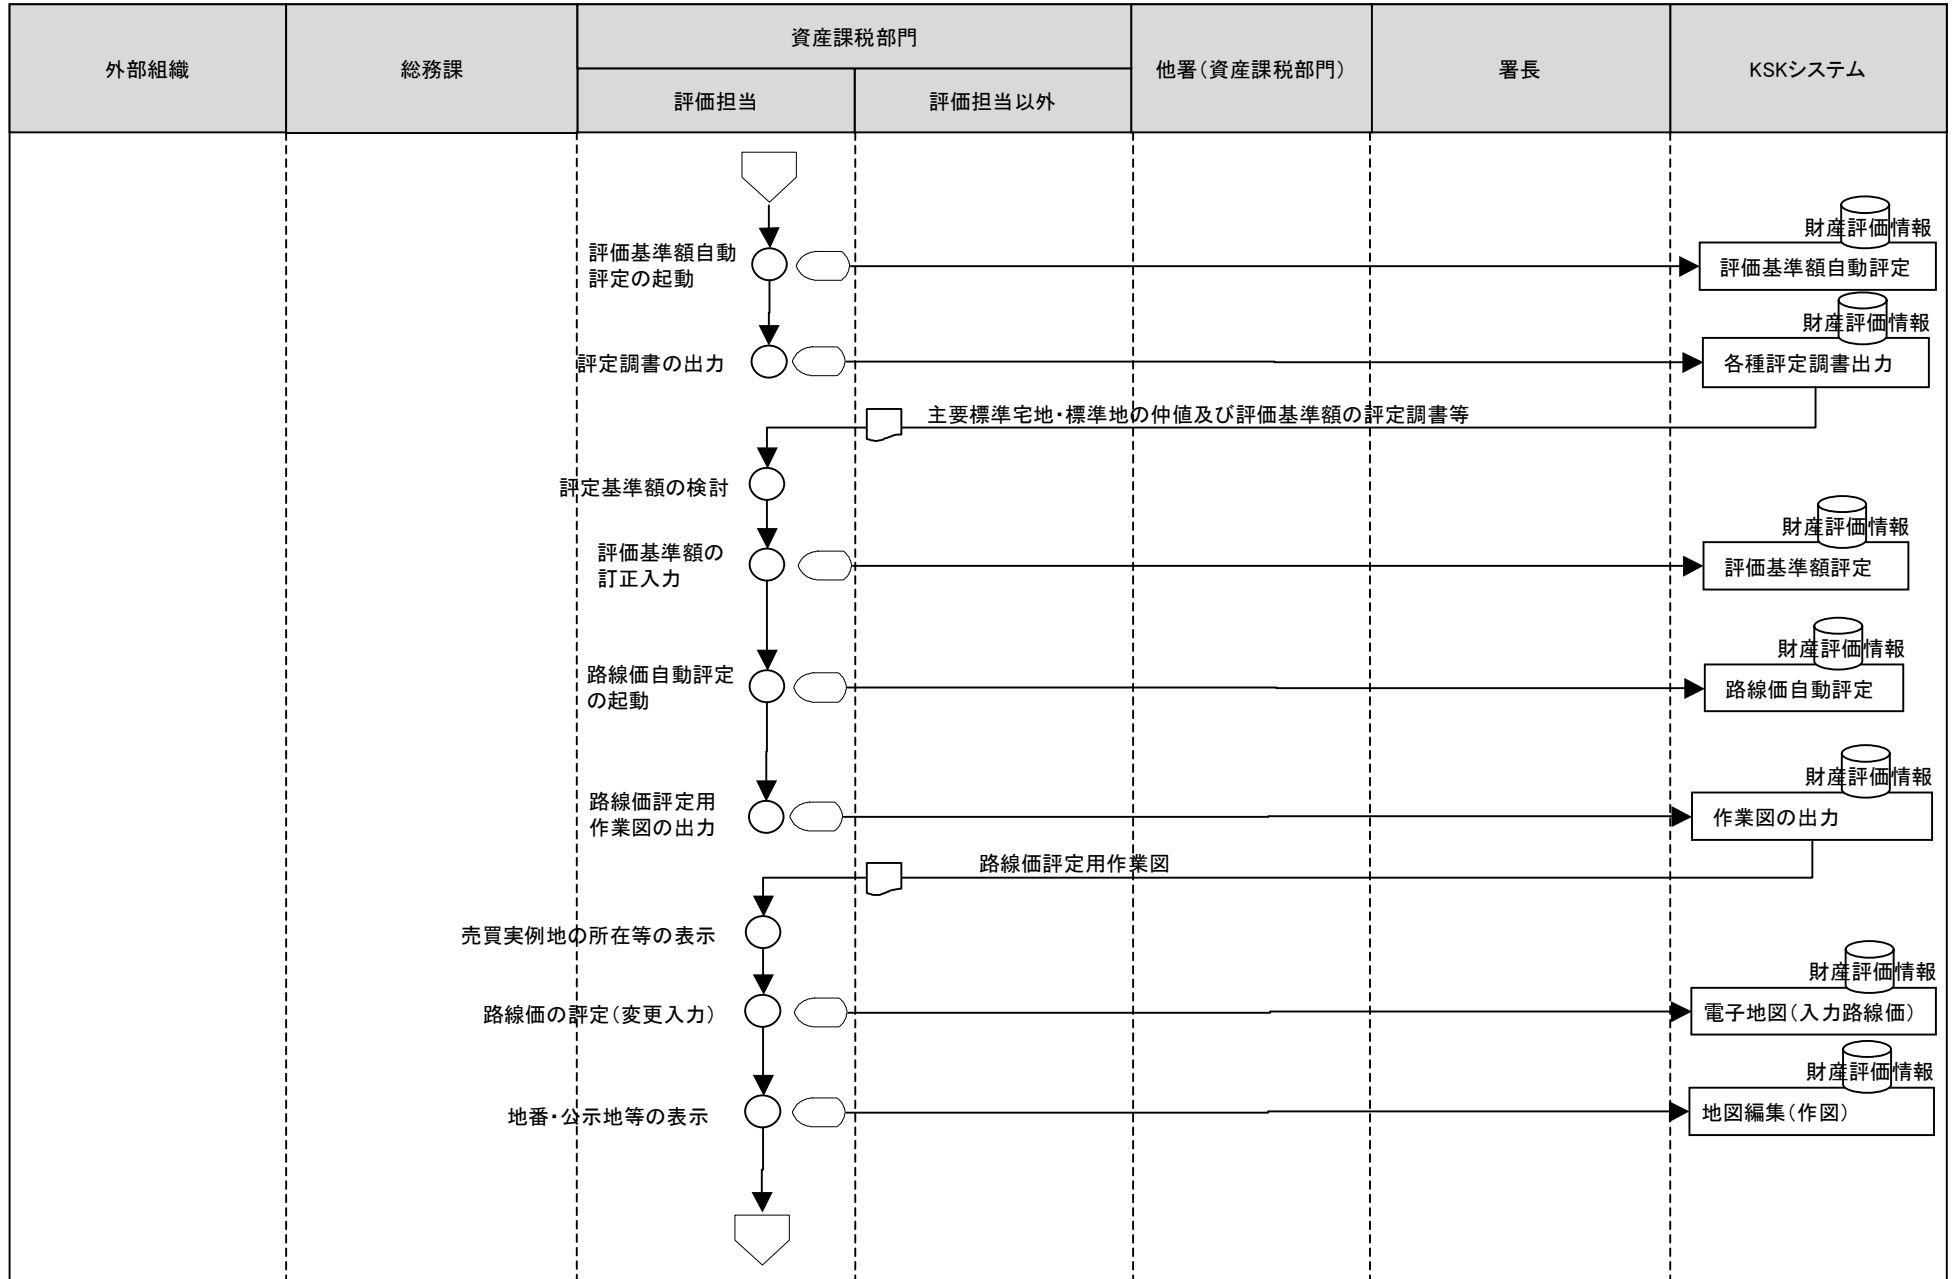 外部組織
総務課
資産課税部門
評価担当
評価担当以外
他署(資産課税部門)
署長
KSKシステム
財産評価情報
評価基準額自動
評定の起動
評価基準額自動評定
財産評価情報
評定調書の出力
各種評定調書出力
主要標準宅地・標準地の仲値及び評価基準額の評定調書等
評定基準額の検討
財産評価情報
評価基準額の
訂正入力
評価基準額評定
財産評価情報
路線価自動評定
の起動
路線価自動評定
財産評価情報
路線価評定用
作業図の出力
作業図の出力
路線価評定用作業図
売買実例地の所在等の表示
財産評価情報
路線価の評定(変更入力)
電子地図(入力路線価)
財産評価情報
地番・公示地等の表示
地図編集(作図)